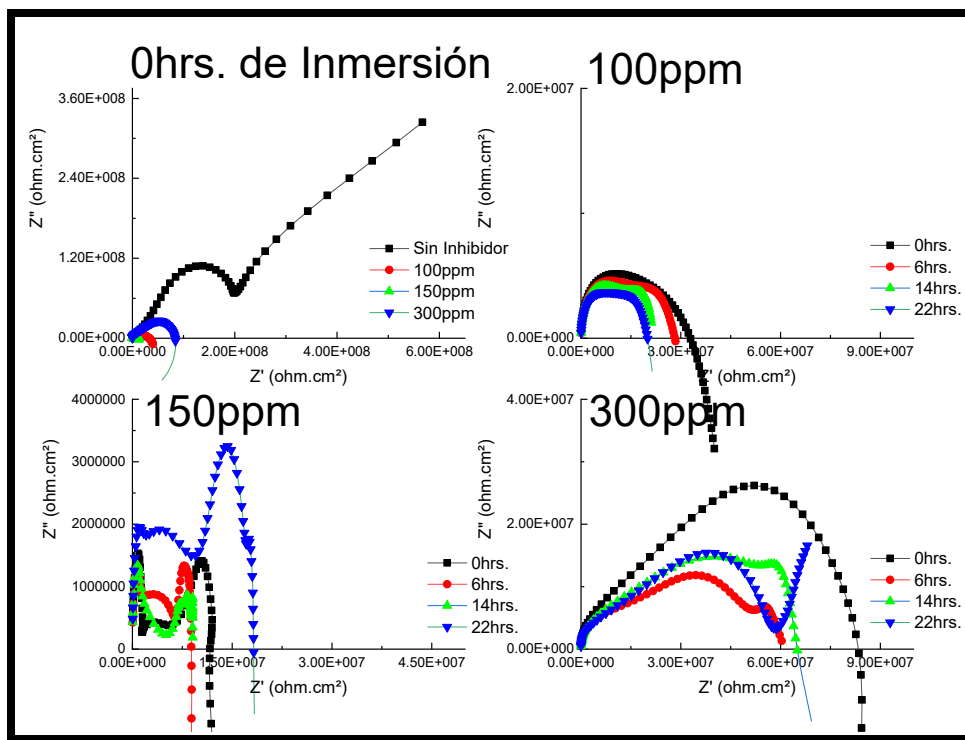 0hrs. de Inmersión
3.60E+008
2.40E+008
1.20E+008
0.00E+000
Z" (ohm.cm²)
0.00E+000 2.00E+008 4.00E+008 6.00E+008
Z' (ohm.cm²)
Sin Inhibidor
100ppm
150ppm
300ppm
100ppm
2.00E+007
0.00E+000
Z" (ohm.cm²)
0.00E+000 3.00E+007 6.00E+007 9.00E+007
Z' (ohm.cm²)
0hrs.
6hrs.
14hrs.
22hrs.
150ppm
4000000
3000000
2000000
1000000
0
Z" (ohm.cm²)
0.00E+000 1.50E+007 3.00E+007 4.50E+007
Z' (ohm.cm²)
0hrs.
6hrs.
14hrs.
22hrs.
300ppm
4.00E+007
2.00E+007
0.00E+000
Z" (ohm.cm²)
0.00E+000 3.00E+007 6.00E+007 9.00E+007
Z' (ohm.cm²)
0hrs.
6hrs.
14hrs.
22hrs.